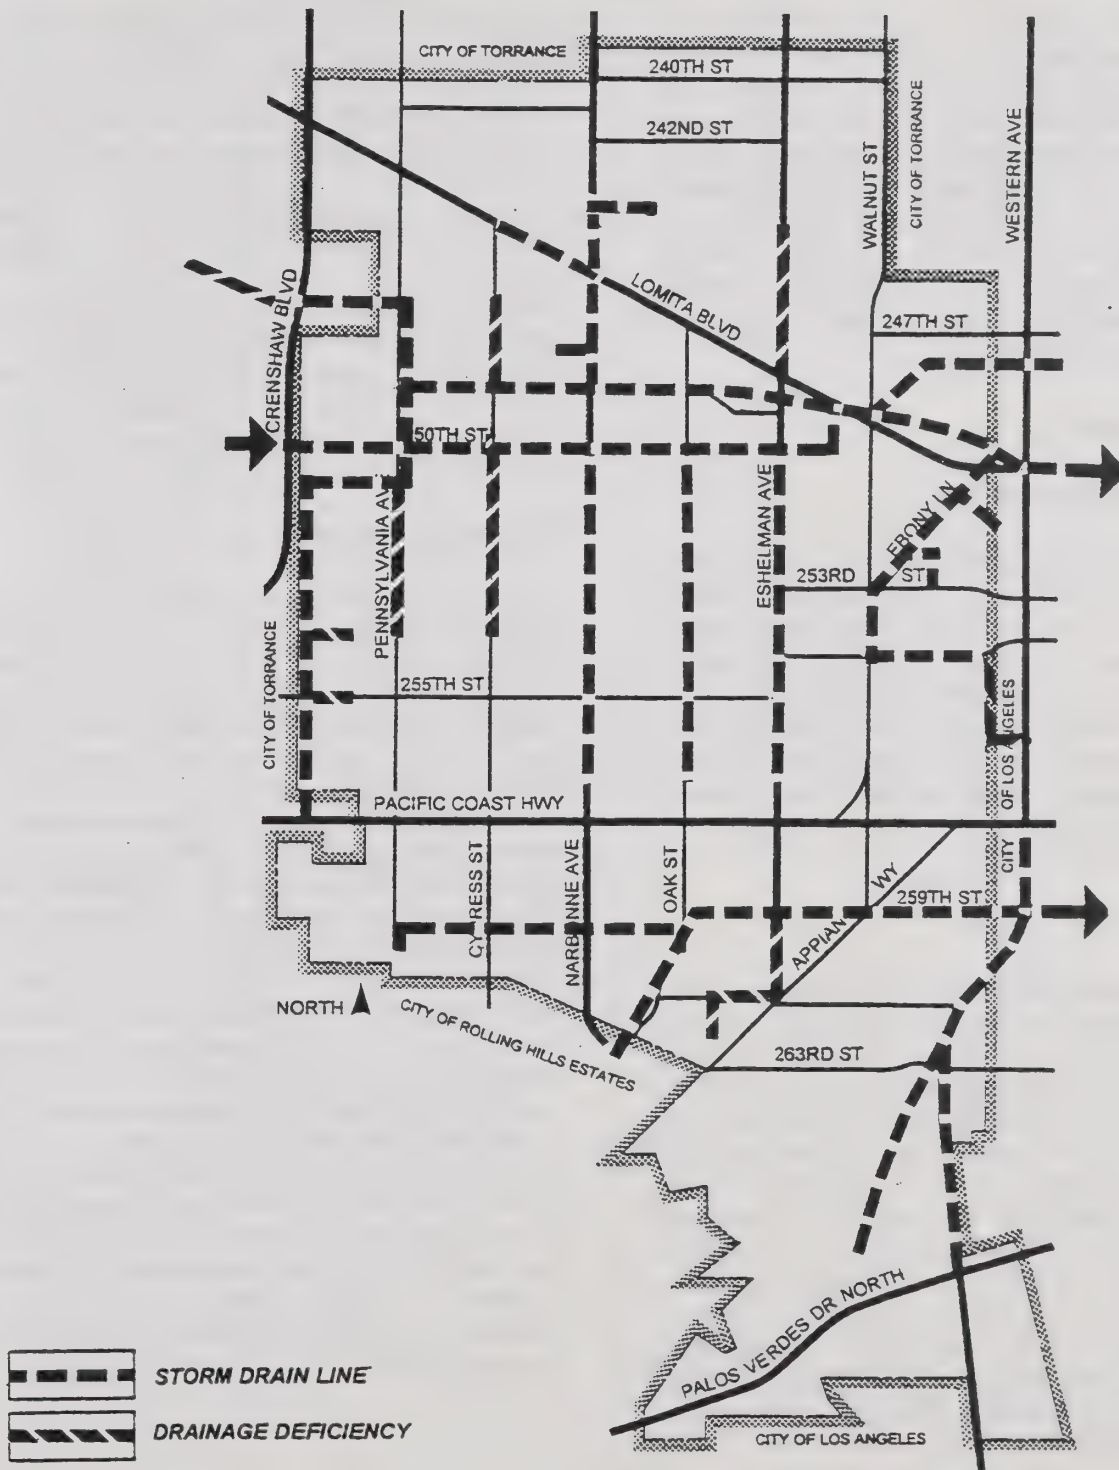 CITY OF TORRANCE
240TH ST
242ND ST
WALNUT ST
CITY OF TORRANCE
WESTERN AVE
CRENSHAW BLVD
LOMITA BLVD
247TH ST
50TH ST
PENNSYLVANIA AV
ESHELMAN AVE
EBONY LN
253RD ST
CITY OF TORRANCE
255TH ST
CITY OF LOS ANGELES
PACIFIC COAST HWY
CYPRESS ST
NARBONNE AVE
OAK ST
APPIAN WY
259TH ST
NORTH
CITY OF ROLLING HILLS ESTATES
263RD ST
PALOS VERDES DR NORTH
CITY OF LOS ANGELES
STORM DRAIN LINE
DRAINAGE DEFICIENCY